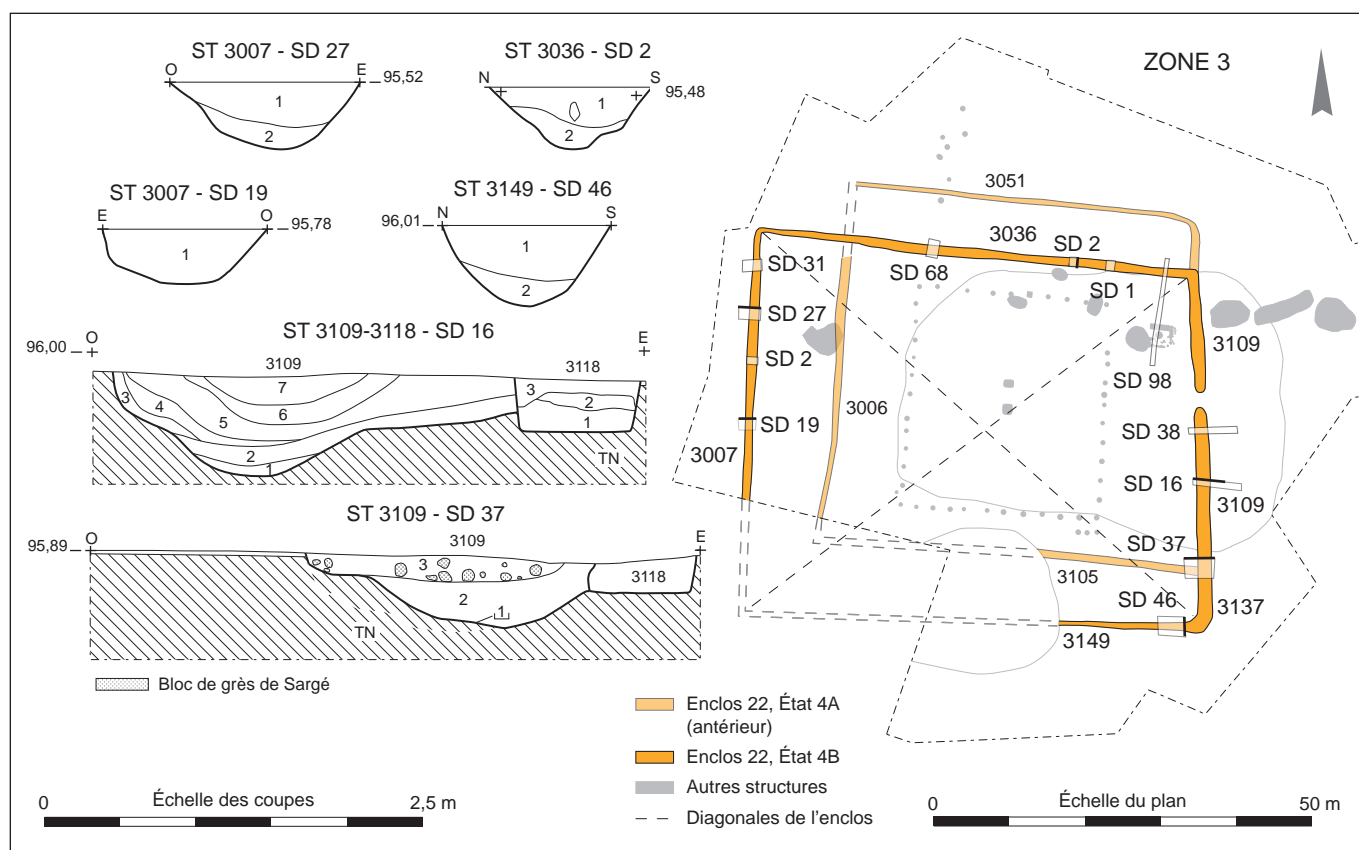 ST 3007 - SD 27
O E 95,52
1
2
ST 3036 - SD 2
N S 95,48
1
2
ST 3007 - SD 19
E O 95,78
1
ST 3149 - SD 46
96,01 N S
1
2
ST 3109-3118 - SD 16
O E
96,00
3109 3118
3 4 5 6 7 3 2 1
2
1
TN
ST 3109 - SD 37
O E
95,89
3109
3
2
1
3118
TN
Bloc de grès de Sargé
0 Échelle des coupes 2,5 m
ZONE 3
3051
3036
SD 2
SD 31
SD 68
SD 1
SD 27
3109
SD 2
SD 98
3006
SD 19
SD 38
3007
SD 16
3109
SD 37
3105
SD 46
3137
3149
Enclos 22, État 4A
(antérieur)
Enclos 22, État 4B
Autres structures
Diagonales de l'enclos
0 Échelle du plan 50 m